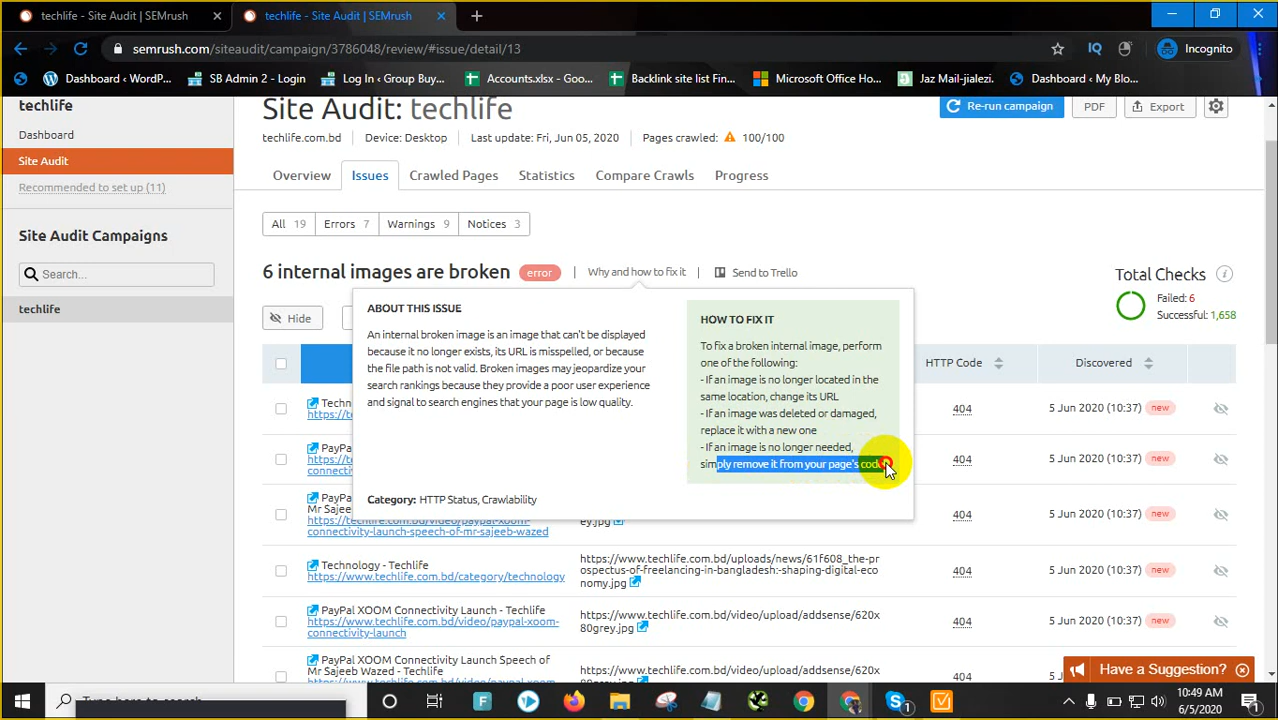 techlife - Site Audit | SEMrush
techlife - Site Audit | SEMrush
semrush.com/siteaudit/campaign/3786048/review/#issue/detail/13
IQ
Incognito
Dashboard ‹ WordP...
SB Admin 2 - Login
Log In ‹ Group Buy...
Accounts.xlsx - Goo...
Backlink site list Fin...
Microsoft Office Ho...
Jaz Mail-jialezi.
Dashboard ‹ My Blo...
techlife
Dashboard
Site Audit
Recommended to set up (11)
Site Audit Campaigns
Search...
techlife
Site Audit: techlife
Re-run campaign
PDF
Export
techlife.com.bd
Device: Desktop
Last update: Fri, Jun 05, 2020
Pages crawled: 100/100
Overview
Issues
Crawled Pages
Statistics
Compare Crawls
Progress
All 19
Errors 7
Warnings 9
Notices 3
6 internal images are broken
error
Why and how to fix it
Send to Trello
Total Checks
Failed: 6
Successful: 1,658
Hide
ABOUT THIS ISSUE
An internal broken image is an image that can't be displayed
because it no longer exists, its URL is misspelled, or because
the file path is not valid. Broken images may jeopardize your
search rankings because they provide a poor user experience
and signal to search engines that your page is low quality.
Category: HTTP Status, Crawlability
HOW TO FIX IT
To fix a broken internal image, perform
one of the following:
- If an image is no longer located in the
same location, change its URL
- If an image was deleted or damaged,
replace it with a new one
- If an image is no longer needed,
simply remove it from your page's code
HTTP Code
Discovered
404
5 Jun 2020 (10:37)
new
404
5 Jun 2020 (10:37)
new
Mr Sajeeb
https://techlife.com.bd/video/paypal-xoom-
connectivity-launch-speech-of-mr-sajeeb-wazed
ey.jpg
404
5 Jun 2020 (10:37)
new
Technology - Techlife
https://www.techlife.com.bd/category/technology
https://www.techlife.com.bd/uploads/news/61f608_the-pr
ospectus-of-freelancing-in-bangladesh:-shaping-digital-eco
nomy.jpg
404
5 Jun 2020 (10:37)
new
PayPal XOOM Connectivity Launch - Techlife
https://www.techlife.com.bd/video/paypal-xoom-
connectivity-launch
https://www.techlife.com.bd/video/upload/addsense/620x
80grey.jpg
404
5 Jun 2020 (10:37)
new
PayPal XOOM Connectivity Launch Speech of
Mr Sajeeb Wazed - Techlife
https://www.techlife.com.bd/video/upload/addsense/620x
404
5 Jun 2020 (10:37)
new
Have a Suggestion?
10:49 AM
6/5/2020